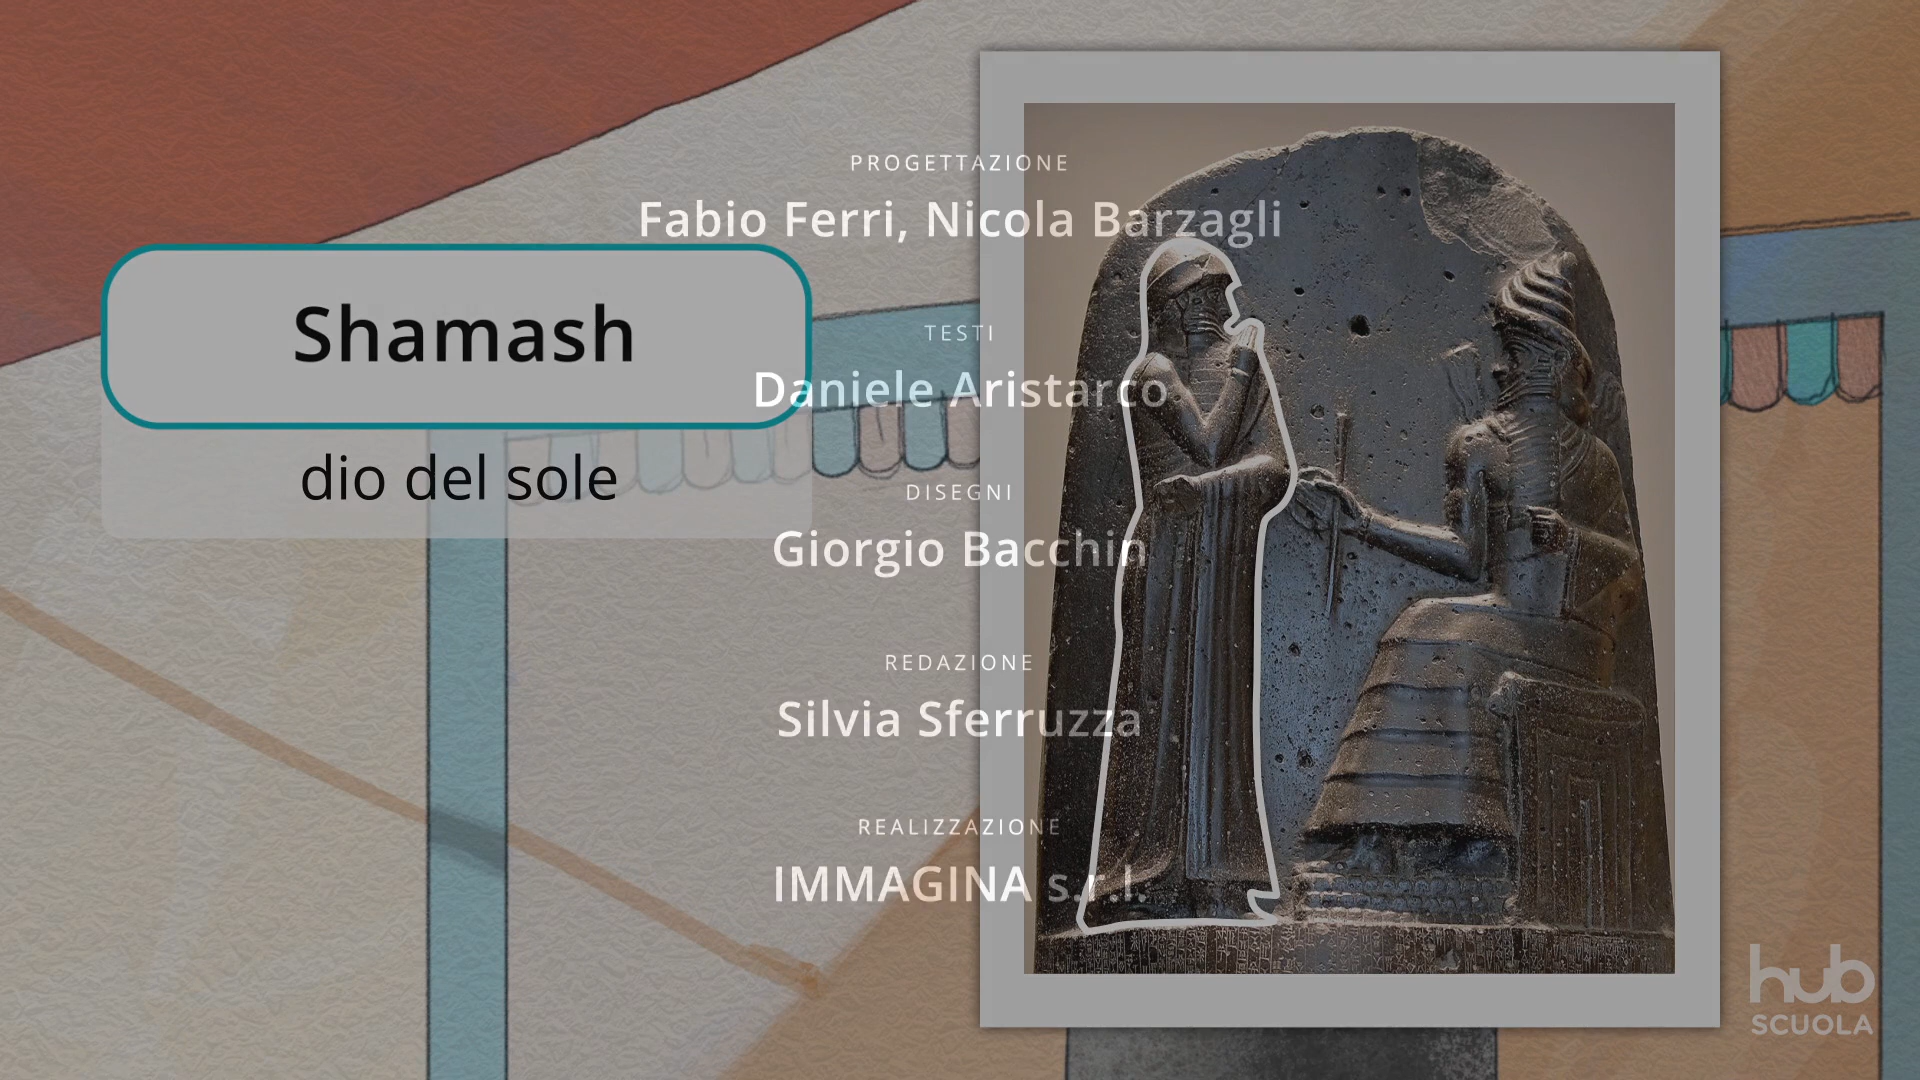 Shamash
dio del sole
PROGETTAZIONE
Fabio Ferri, Nicola Barzagli
TESTI
Daniele Aristarco
DISEGNI
Giorgio Bacchin
REDAZIONE
Silvia Sferruzza
REALIZZAZIONE
IMMAGINA s.r.l.
hub
SCUOLA